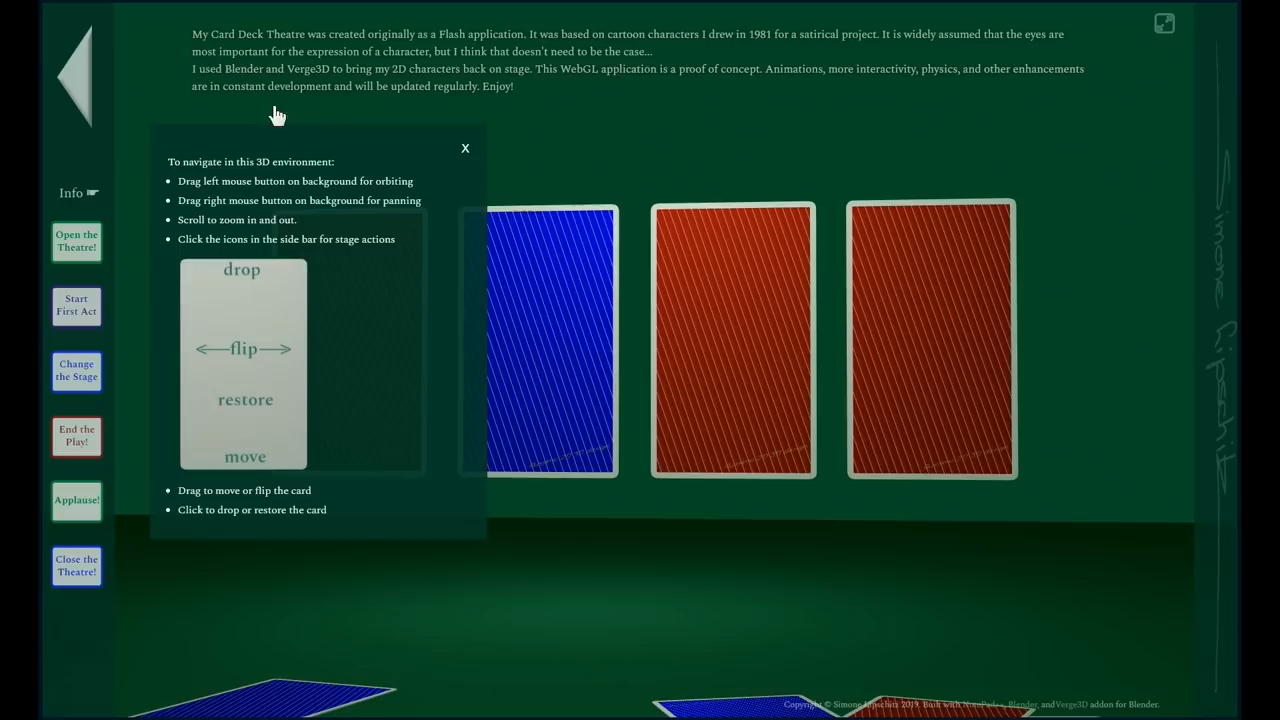 My Card Deck Theatre was created originally as a Flash application. It was based on cartoon characters I drew in 1981 for a satirical project. It is widely assumed that the eyes are
most important for the expression of a character, but I think that doesn't need to be the case...
I used Blender and Verge3D to bring my 2D characters back on stage. This WebGL application is a proof of concept. Animations, more interactivity, physics, and other enhancements
are in constant development and will be updated regularly. Enjoy!
X
To navigate in this 3D environment:
Drag left mouse button on background for orbiting
Drag right mouse button on background for panning
Scroll to zoom in and out.
Click the icons in the side bar for stage actions
drop
flip
restore
move
Drag to move or flip the card
Click to drop or restore the card
Info
Open the
Theatre!
Start
First Act
Change
the Stage
End the
Play!
Applause!
Close the
Theatre!
Simone Lipschitz
Copyright © Simone Lipschitz 2019. Built with NotePad++, Blender, and Verge3D addon for Blender.